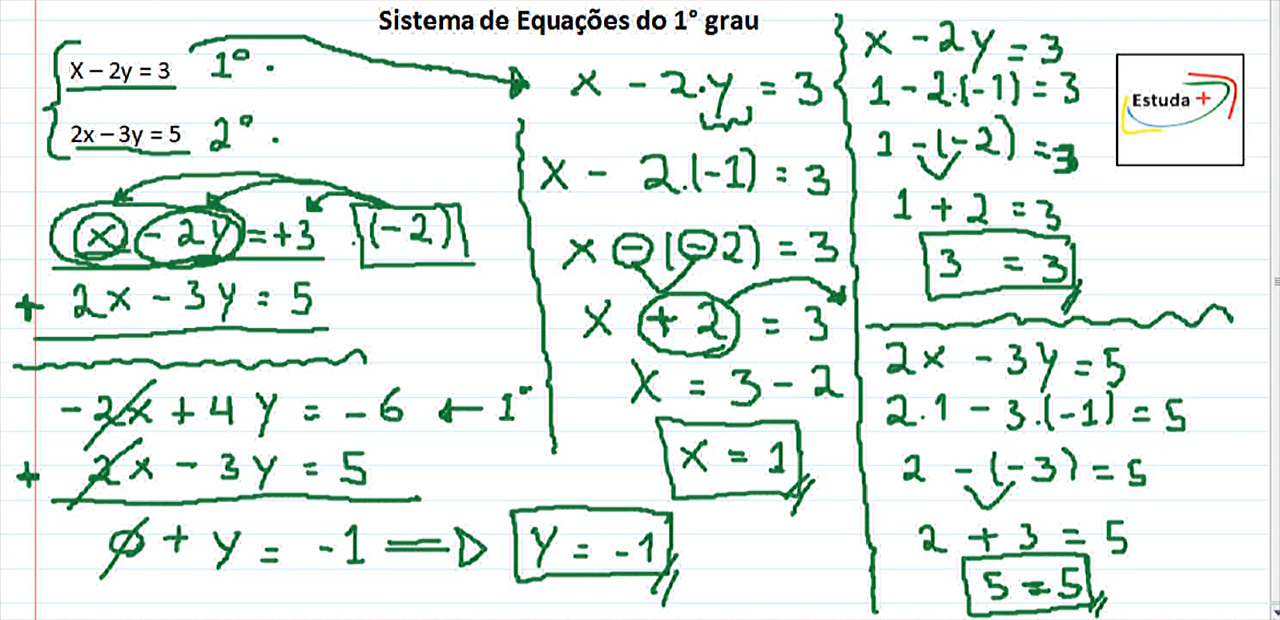 Sistema de Equações do 1° grau
X – 2y = 3 1º.
2x – 3y = 5 2º.
x - 2y = +3 .(-2)
+ 2x - 3y = 5
- 2x + 4y = -6 ← 1º
+ 2x - 3y = 5
0 + y = -1 ⇒ y = -1
x - 2.y = 3
x - 2.(-1) = 3
x - (-2) = 3
x + 2 = 3
x = 3 - 2
x = 1
x - 2y = 3
1 - 2.(-1) = 3
1 - (-2) = 3
1 + 2 = 3
3 = 3
2x - 3y = 5
2.1 - 3.(-1) = 5
2 - (-3) = 5
2 + 3 = 5
5 = 5
Estuda +